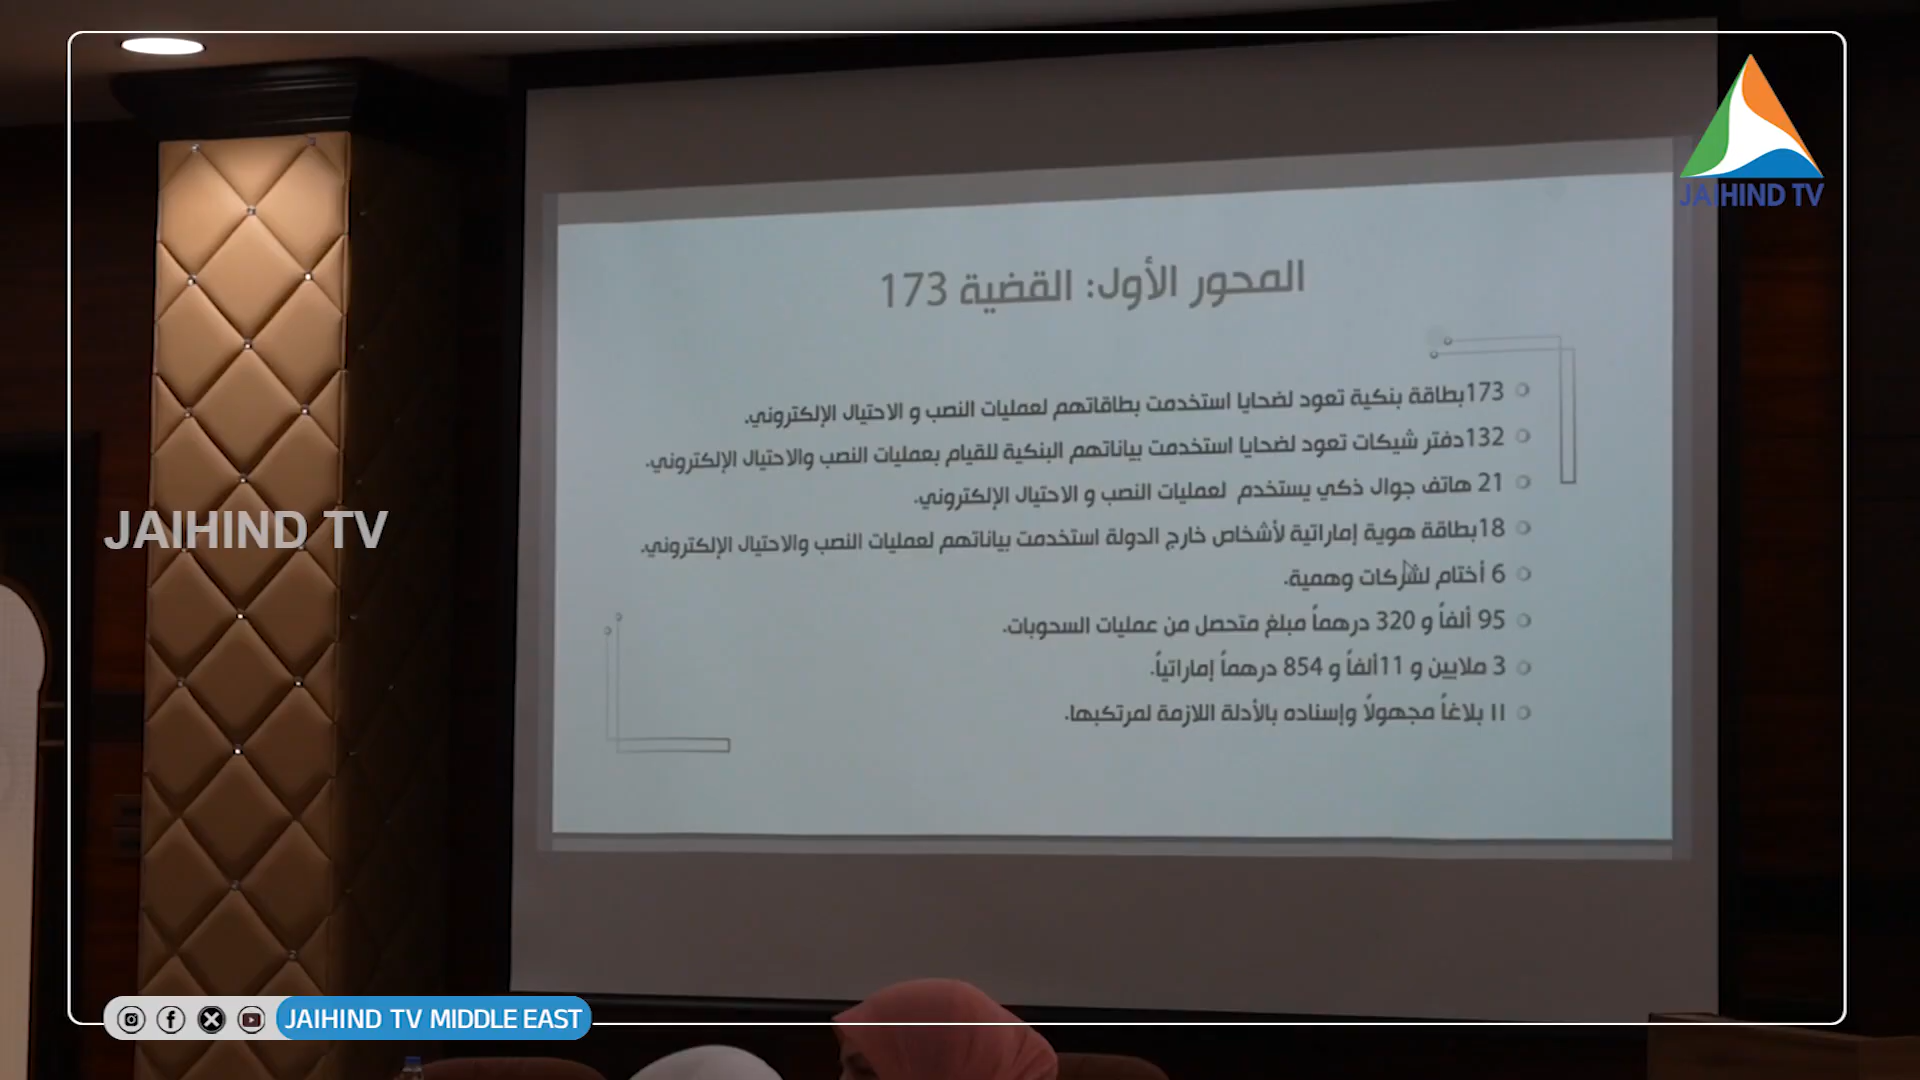 JAIHIND TV
المحور الأول: القضية 173
173بطاقة بنكية تعود لضحايا استخدمت بطاقاتهم لعمليات النصب و الاحتيال الإلكتروني.
132دفتر شيكات تعود لضحايا استخدمت بياناتهم البنكية للقيام بعمليات النصب والاحتيال الإلكتروني.
21 هاتف جوال ذكي يستخدم لعمليات النصب و الاحتيال الإلكتروني.
18بطاقة هوية إماراتية لأشخاص خارج الدولة استخدمت بياناتهم لعمليات النصب والاحتيال الإلكتروني.
6 أختام لشركات وهمية.
95 ألفاً و 320 درهماً مبلغ متحصل من عمليات السحوبات.
3 ملايين و 11ألفاً و 854 درهماً إماراتياً.
١١ بلاغاً مجهولاً وإسناده بالأدلة اللازمة لمرتكبها.
JAIHIND TV
JAIHIND TV MIDDLE EAST